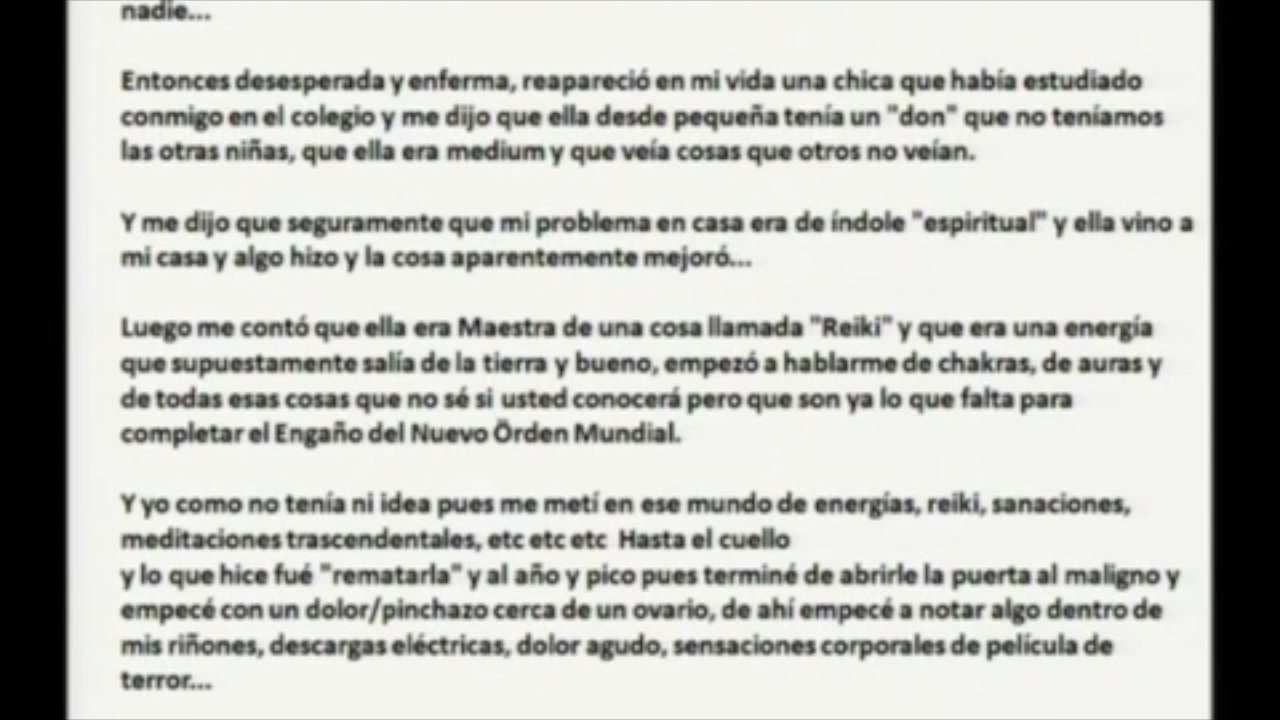 nadie...
Entonces desesperada y enferma, reapareció en mi vida una chica que había estudiado
conmigo en el colegio y me dijo que ella desde pequeña tenía un "don" que no teníamos
las otras niñas, que ella era medium y que veía cosas que otros no veían.
Y me dijo que seguramente que mi problema en casa era de índole "espiritual" y ella vino a
mi casa y algo hizo y la cosa aparentemente mejoró...
Luego me contó que ella era Maestra de una cosa llamada "Reiki" y que era una energía
que supuestamente salía de la tierra y bueno, empezó a hablarme de chakras, de auras y
de todas esas cosas que no sé si usted conocerá pero que son ya lo que falta para
completar el Engaño del Nuevo Örden Mundial.
Y yo como no tenía ni idea pues me metí en ese mundo de energías, reiki, sanaciones,
meditaciones trascendentales, etc etc etc  Hasta el cuello
y lo que hice fué "rematarla" y al año y pico pues terminé de abrirle la puerta al maligno y
empecé con un dolor/pinchazo cerca de un ovario, de ahí empecé a notar algo dentro de
mis riñones, descargas eléctricas, dolor agudo, sensaciones corporales de película de
terror...